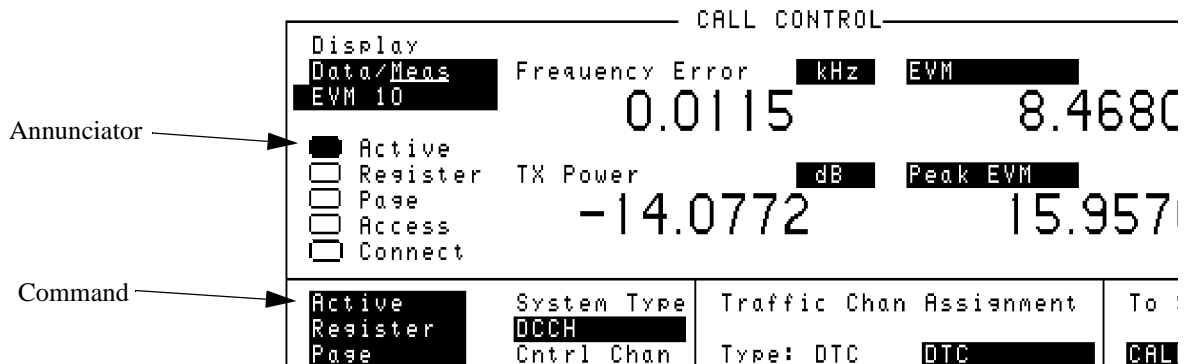 CALL CONTROL
Display
Data/Meas
EVM 10
Frequency Error kHz
0.0115
EVM
8.4680
Annunciator
Active
Register
Page
Access
Connect
TX Power dB
-14.0772
Peak EVM
15.957
Command
Active
Register
Page
System Type
DCCH
Cntrl Chan
Traffic Chan Assignment
Type: DTC DTC
To
CAL